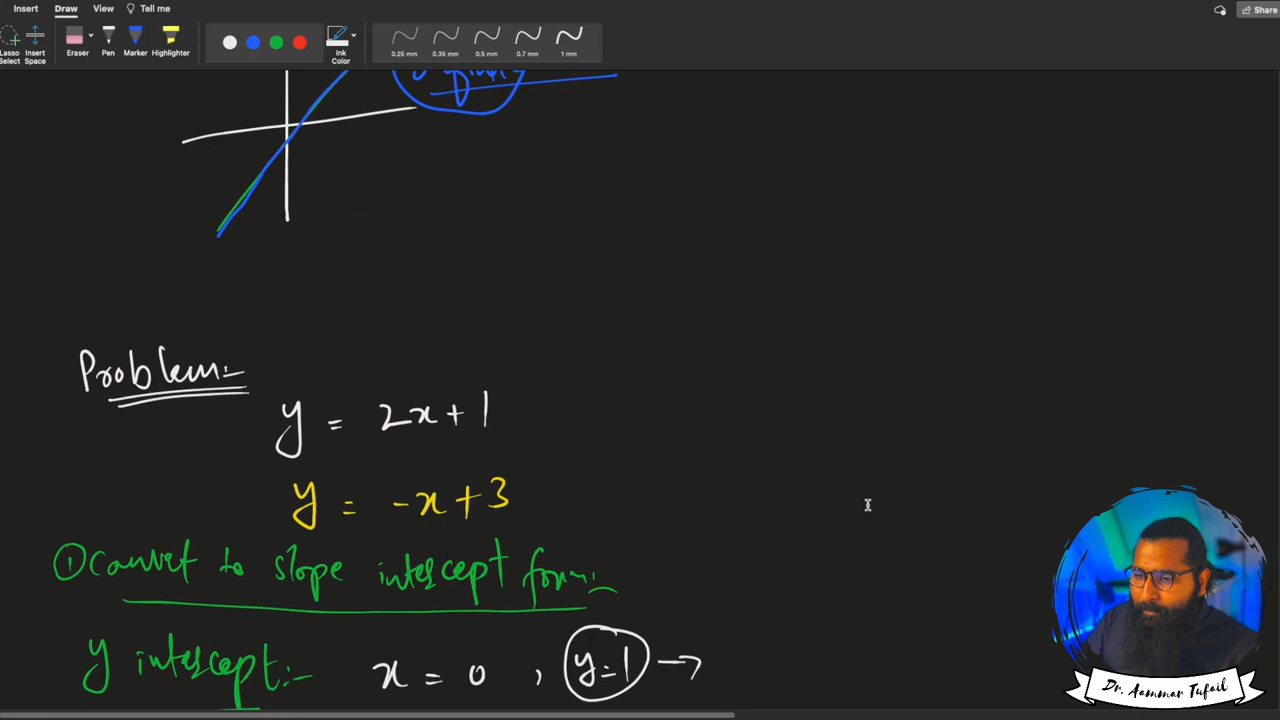 Insert Draw View Tell me
Share
Lasso Select
Insert Space
Eraser
Pen
Marker
Highlighter
Ink Color
0.25 mm
0.35 mm
0.5 mm
0.7 mm
1 mm
Problem:-
y = 2x+1
y = -x+3
① Convert to slope intercept form:-
y intercept:- x = 0 , y=1 →
Dr. Aammar Tufail